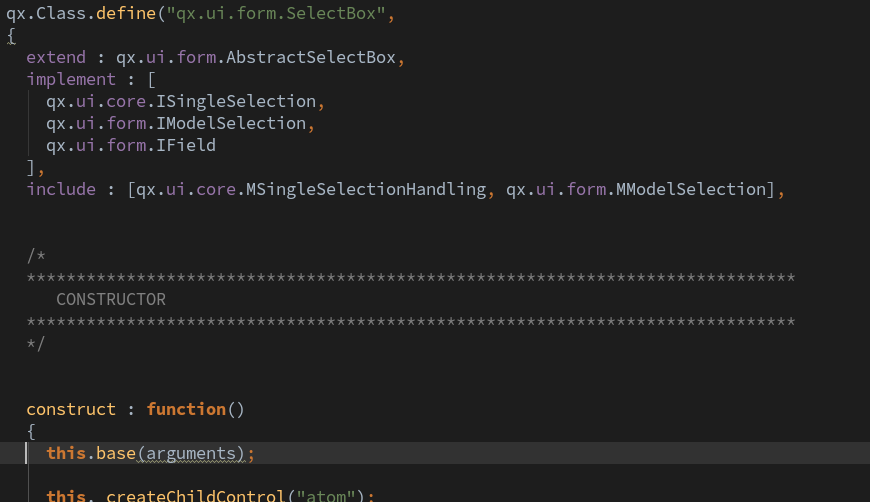 qx.Class.define("qx.ui.form.SelectBox",
{
extend : qx.ui.form.AbstractSelectBox,
implement : [
qx.ui.core.ISingleSelection,
qx.ui.form.IModelSelection,
qx.ui.form.IField
],
include : [qx.ui.core.MSingleSelectionHandling, qx.ui.form.MModelSelection],
/*
*****************************************************************************
CONSTRUCTOR
*****************************************************************************
*/
construct : function()
{
this.base(arguments);
this._createChildControl("atom");